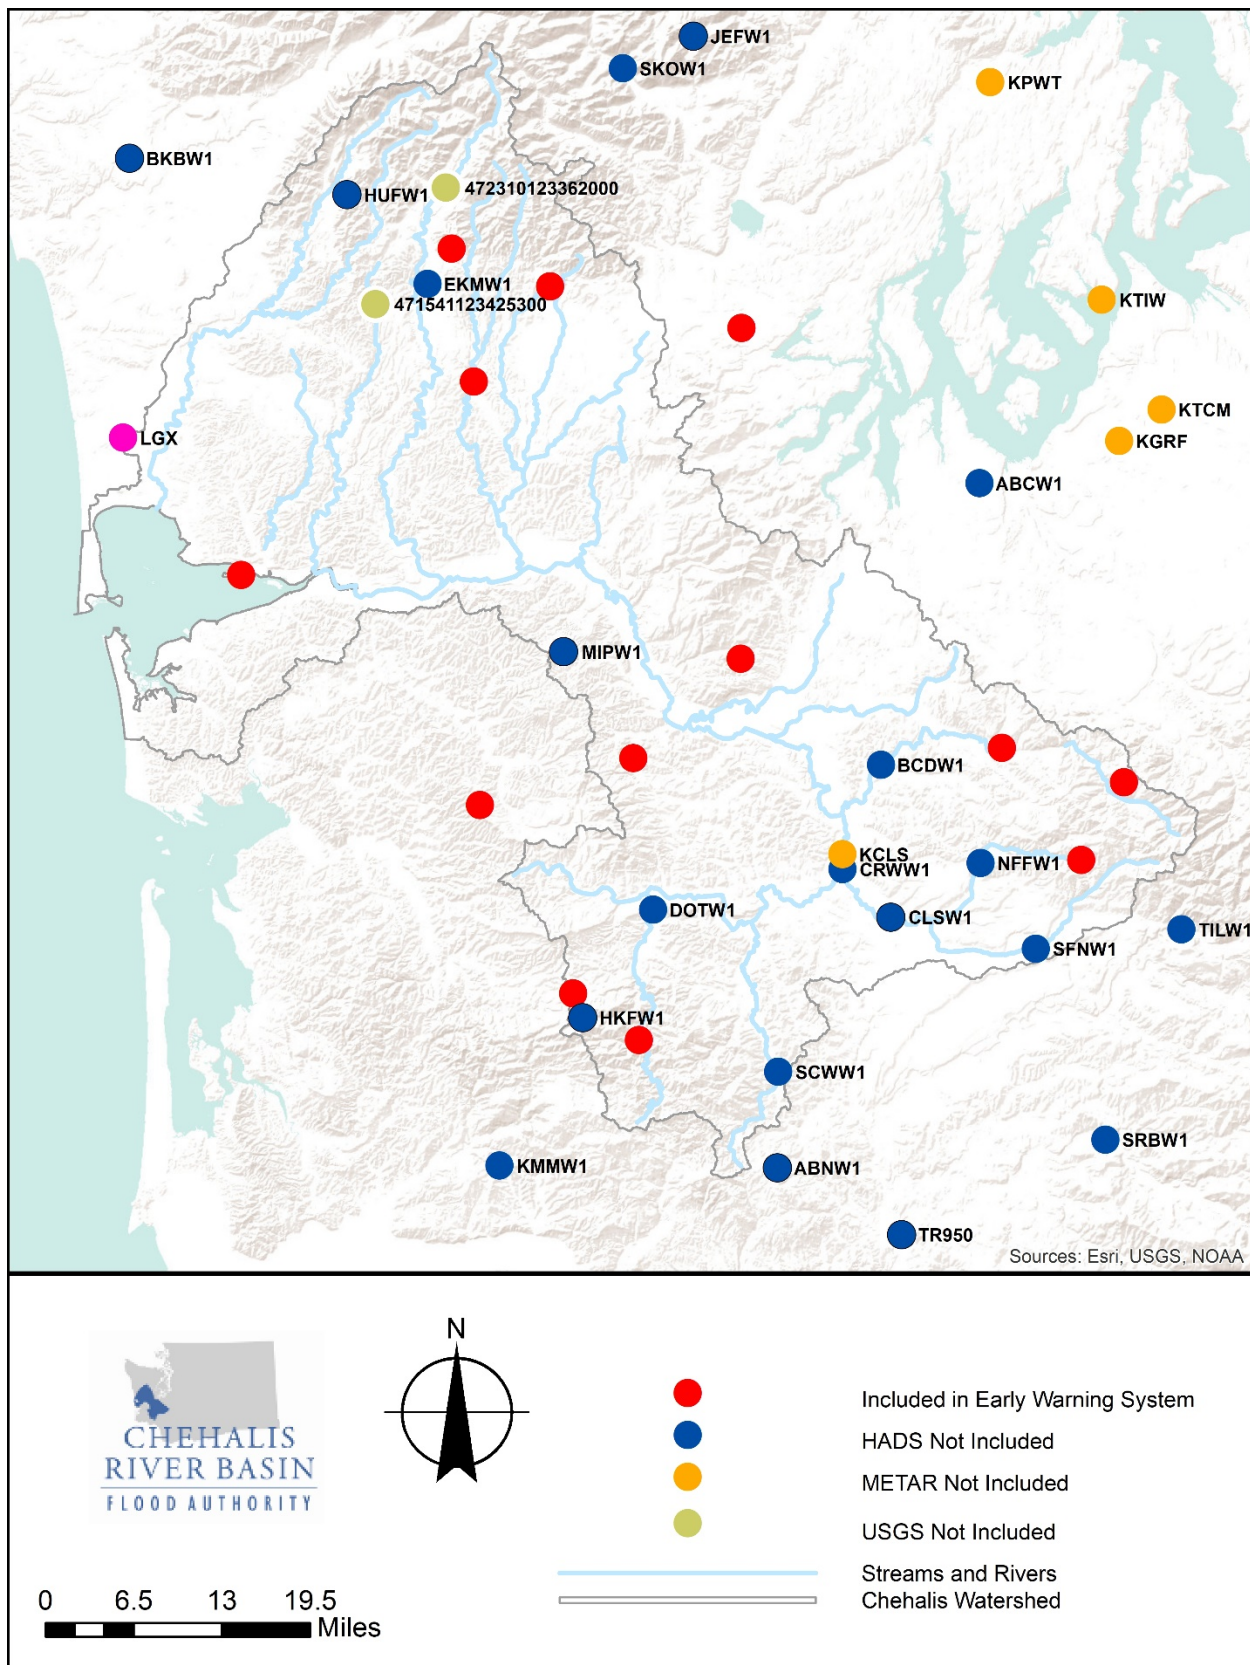 JEFW1
SKOW1
KPWT
BKBW1
HUFW1
472310123362000
EKMW1
471541123425300
KTIW
KTCM
LGX
KGRF
ABCW1
MIPW1
BCDW1
KCLS
CRWW1
NFFW1
DOTW1
CLSW1
TILW1
SFNW1
HKFW1
SCWW1
SRBW1
KMMW1
ABNW1
TR950
Sources: Esri, USGS, NOAA
CHEHALIS
RIVER BASIN
FLOOD AUTHORITY
N
Included in Early Warning System
HADS Not Included
METAR Not Included
USGS Not Included
Streams and Rivers
Chehalis Watershed
0 6.5 13 19.5
Miles